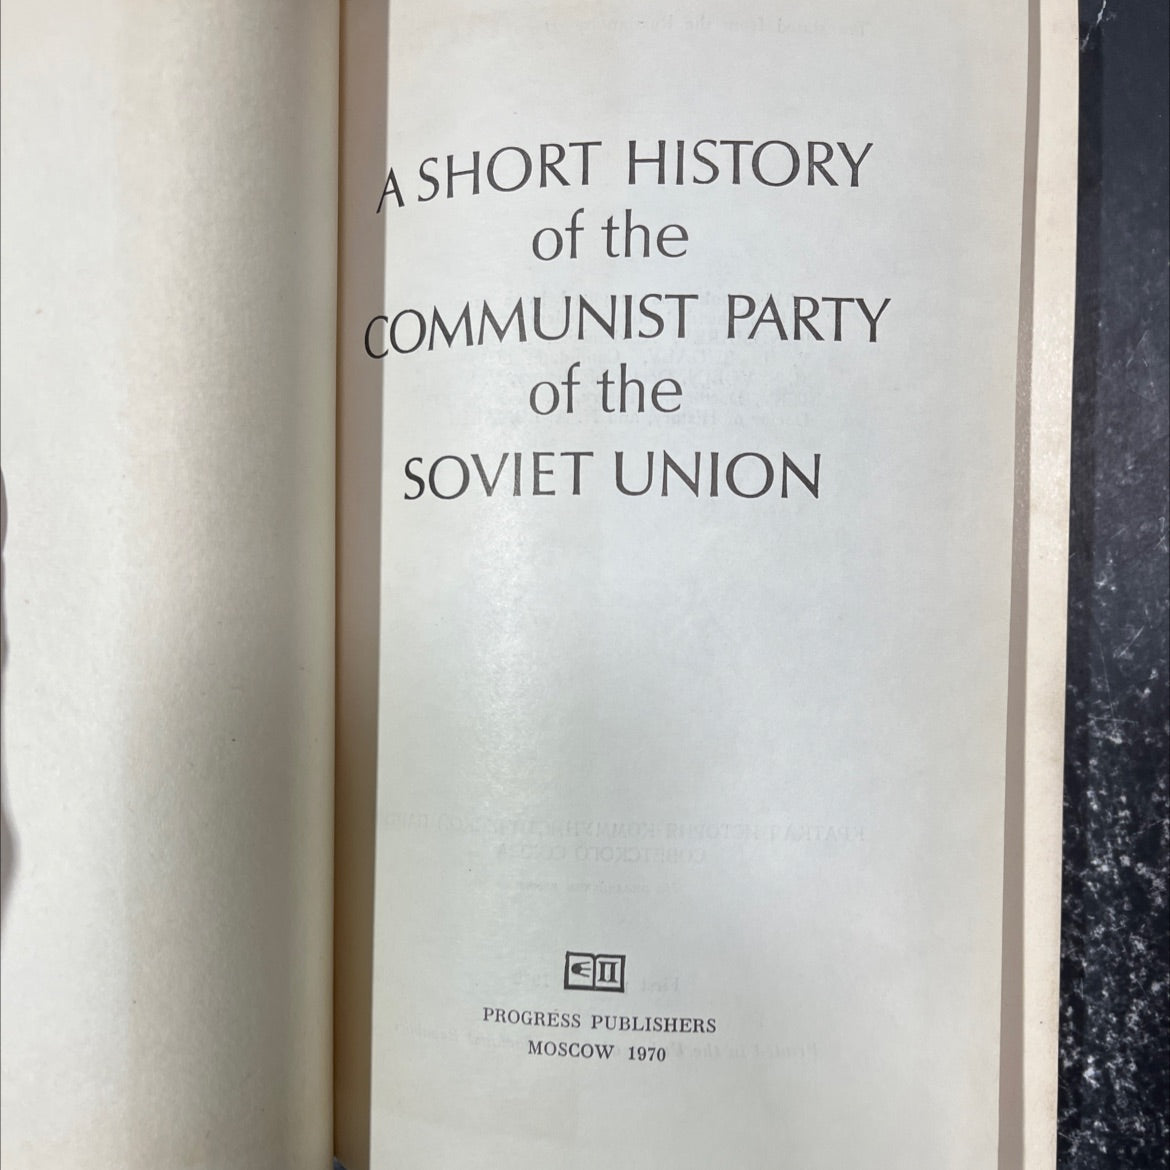 A SHORT HISTORY
of the
COMMUNIST PARTY
of the
SOVIET UNION
П
PROGRESS PUBLISHERS
MOSCOW 1970